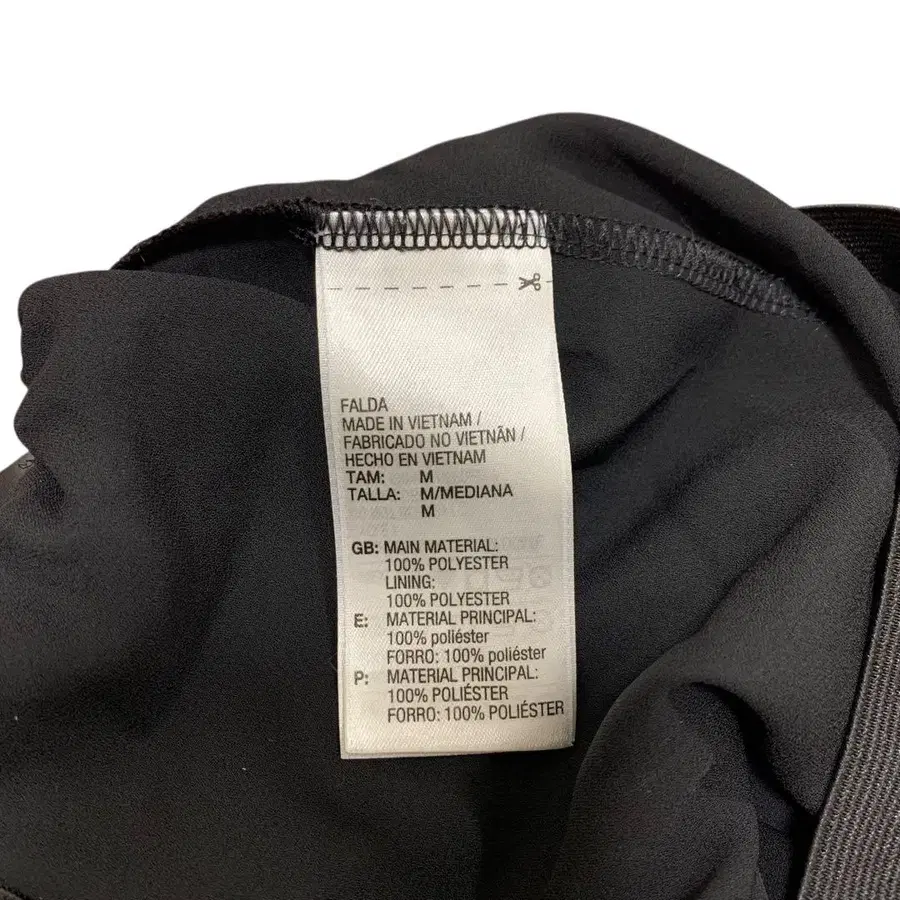 FALDA
MADE IN VIETNAM /
FABRICADO NO VIETNÃN /
HECHO EN VIETNAM
TAM: M
TALLA: M/MEDIANA
M
GB: MAIN MATERIAL:
100% POLYESTER
LINING:
100% POLYESTER
E: MATERIAL PRINCIPAL:
100% poliéster
FORRO: 100% poliéster
P: MATERIAL PRINCIPAL:
100% POLIÉSTER
FORRO: 100% POLIÉSTER